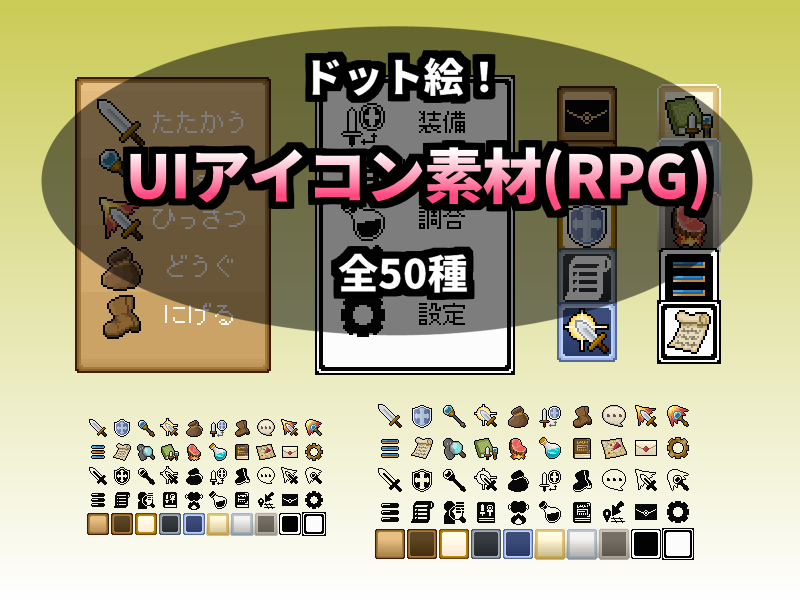 ドット絵!
UIアイコン素材(RPG)
全50種
たたかう
ひっさつ
どうぐ
にげる
装備
調合
設定